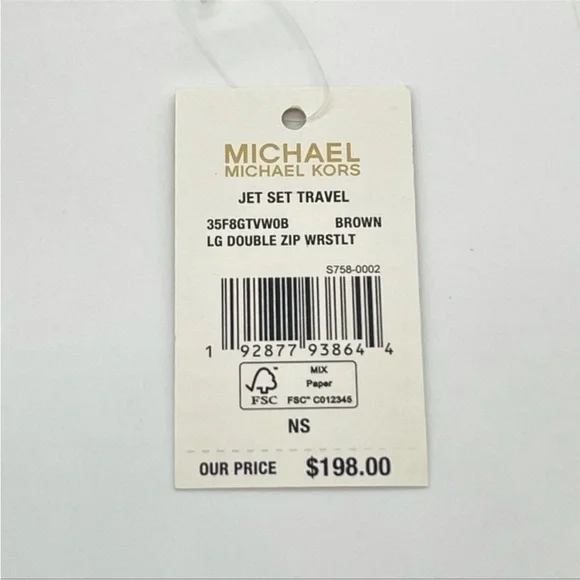 MICHAEL
MICHAEL KORS
JET SET TRAVEL
35F8GTVW0B BROWN
LG DOUBLE ZIP WRSTLT
S758-0002
1 92877 93864 4
FSC
MIX
Paper
FSC™ C012345
NS
OUR PRICE $198.00